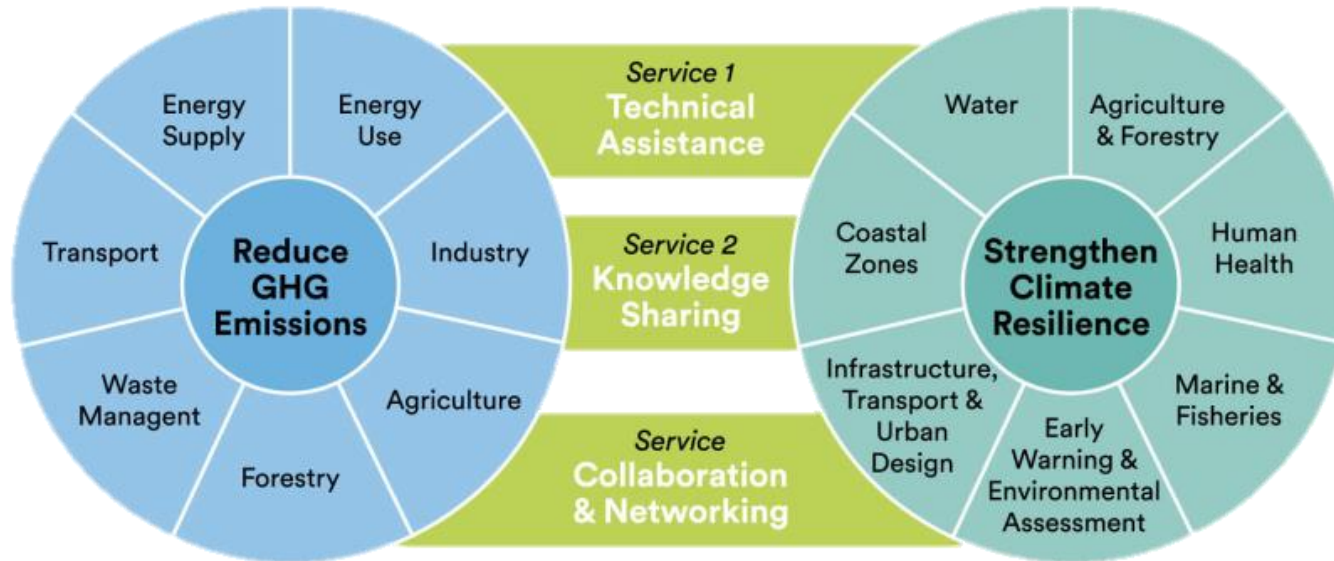 Energy
Supply
Energy
Use
Transport
Industry
Waste
Managent
Agriculture
Forestry
Reduce
GHG
Emissions
Service 1
Technical
Assistance
Service 2
Knowledge
Sharing
Service
Collaboration
& Networking
Water
Agriculture
& Forestry
Coastal
Zones
Human
Health
Strengthen
Climate
Resilience
Infrastructure,
Transport &
Urban
Design
Early
Warning &
Environmental
Assessment
Marine &
Fisheries